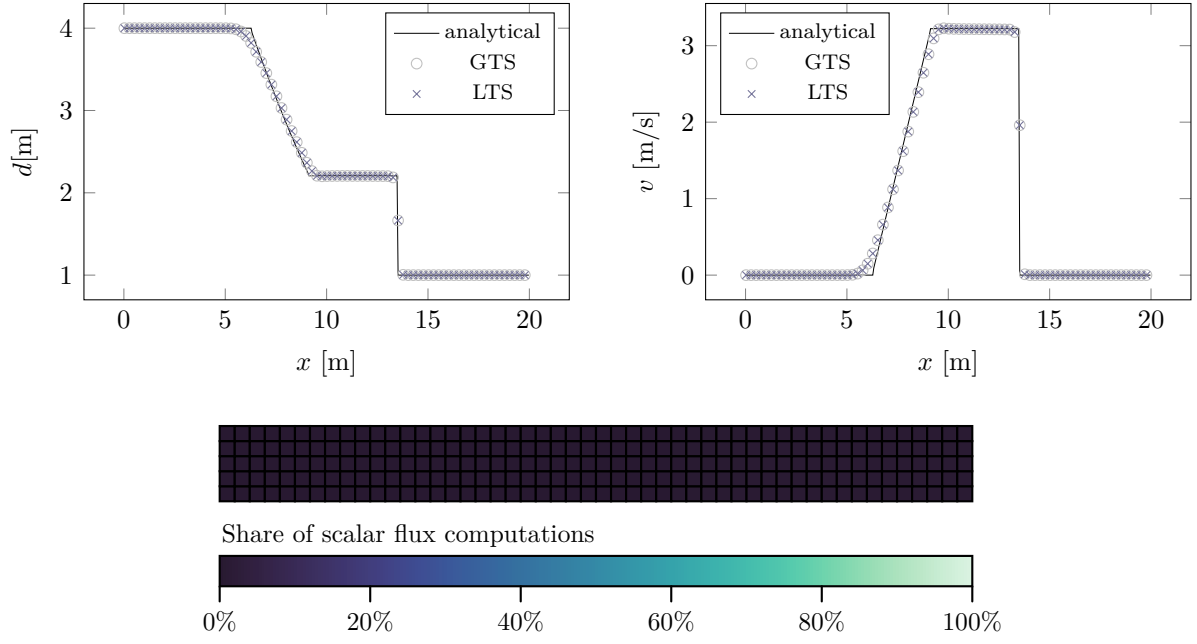 analytical
GTS
LTS
d[m]
4
3
2
1
0 5 10 15 20
x [m]
analytical
GTS
LTS
v [m/s]
3
2
1
0
0 5 10 15 20
x [m]
Share of scalar flux computations
0% 20% 40% 60% 80% 100%